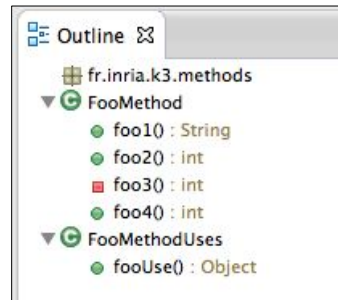 Outline
fr.inria.k3.methods
FooMethod
foo1() : String
foo2() : int
foo3() : int
foo4() : int
FooMethodUses
fooUse() : Object